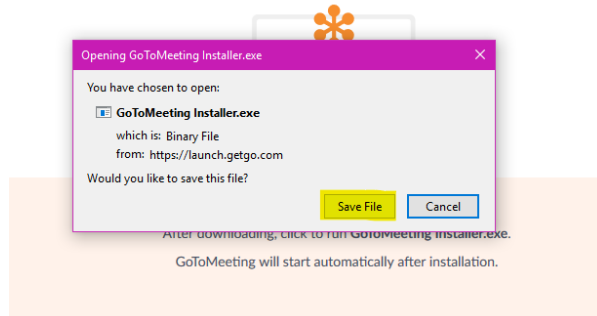 Opening GoToMeeting Installer.exe
You have chosen to open:
GoToMeeting Installer.exe
which is: Binary File
from: https://launch.getgo.com
Would you like to save this file?
Save File Cancel
After downloading, click to run GoToMeeting Installer.exe.
GoToMeeting will start automatically after installation.